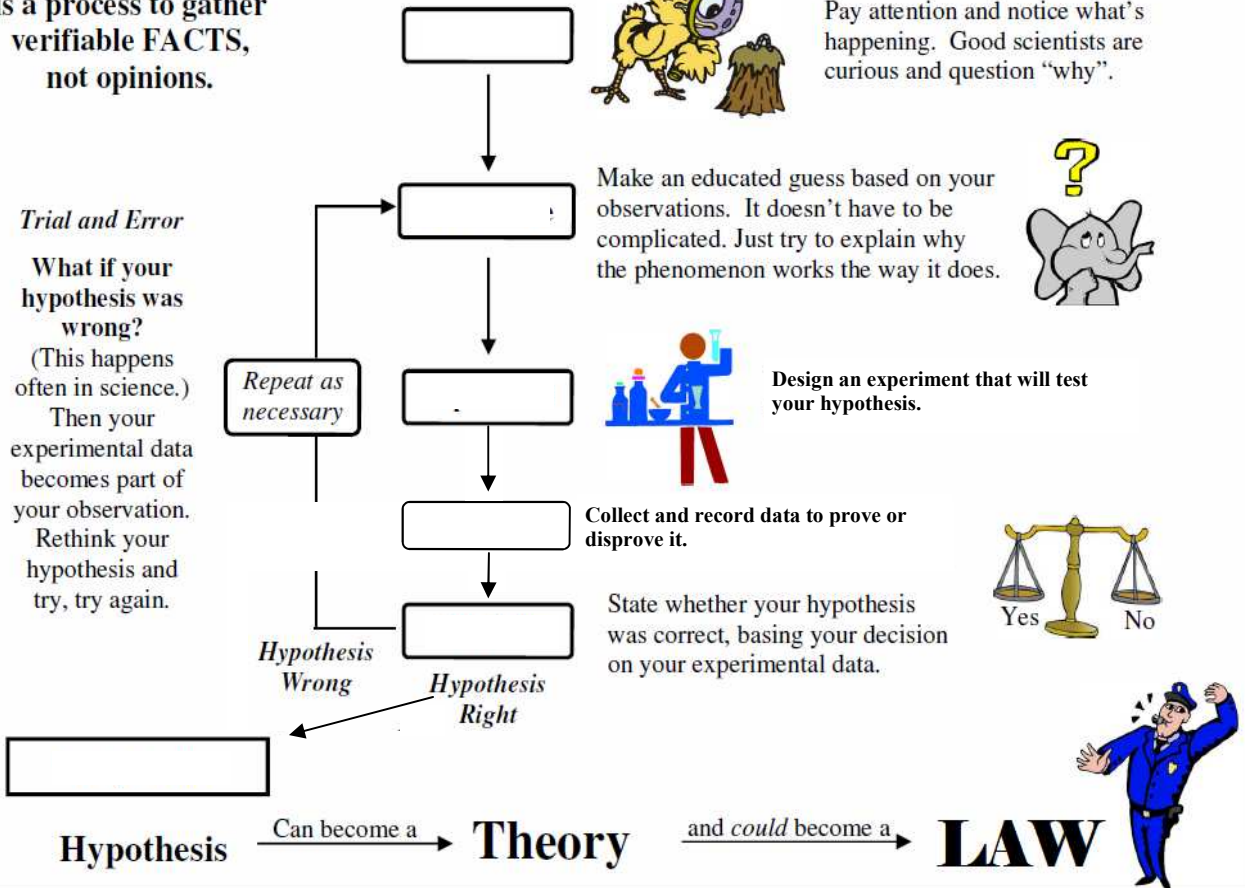 is a process to gather
verifiable FACTS,
not opinions.
Pay attention and notice what's
happening. Good scientists are
curious and question “why”.
Make an educated guess based on your
observations. It doesn't have to be
complicated. Just try to explain why
the phenomenon works the way it does.
?
Trial and Error
What if your
hypothesis was
wrong?
(This happens
often in science.)
Then your
experimental data
becomes part of
your observation.
Rethink your
hypothesis and
try, try again.
Repeat as
necessary
Design an experiment that will test
your hypothesis.
Collect and record data to prove or
disprove it.
State whether your hypothesis
was correct, basing your decision
on your experimental data.
Yes
No
Hypothesis
Wrong
Hypothesis
Right
Hypothesis
Can become a
Theory
and could become a
LAW